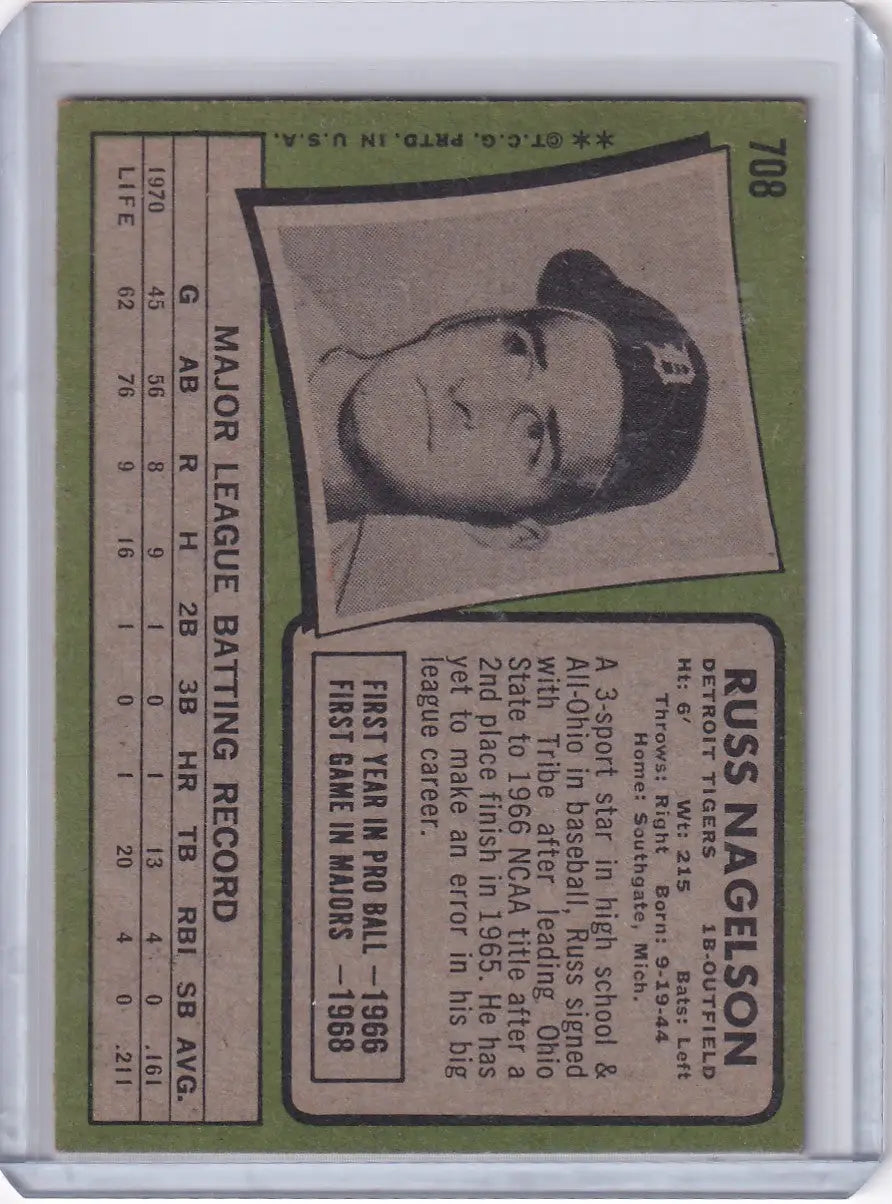 708
**©T.C.G. PRTD. IN U.S.A.
RUSS NAGELSON
DETROIT TIGERS 1B-OUTFIELD
Ht: 6' Wt: 215 Bats: Left
Throws: Right Born: 9-19-44
Home: Southgate, Mich.
A 3-sport star in high school &
All-Ohio in baseball, Russ signed
with Tribe after leading Ohio
State to 1966 NCAA title after a
2nd place finish in 1965. He has
yet to make an error in his big
league career.
FIRST YEAR IN PRO BALL —1966
FIRST GAME IN MAJORS —1968
MAJOR LEAGUE BATTING RECORD
G AB R H 2B 3B HR TB RBI SB AVG.
1970 45 56 8 9 1 0 1 13 4 0 .161
LIFE 62 76 9 16 1 0 1 20 4 0 .211